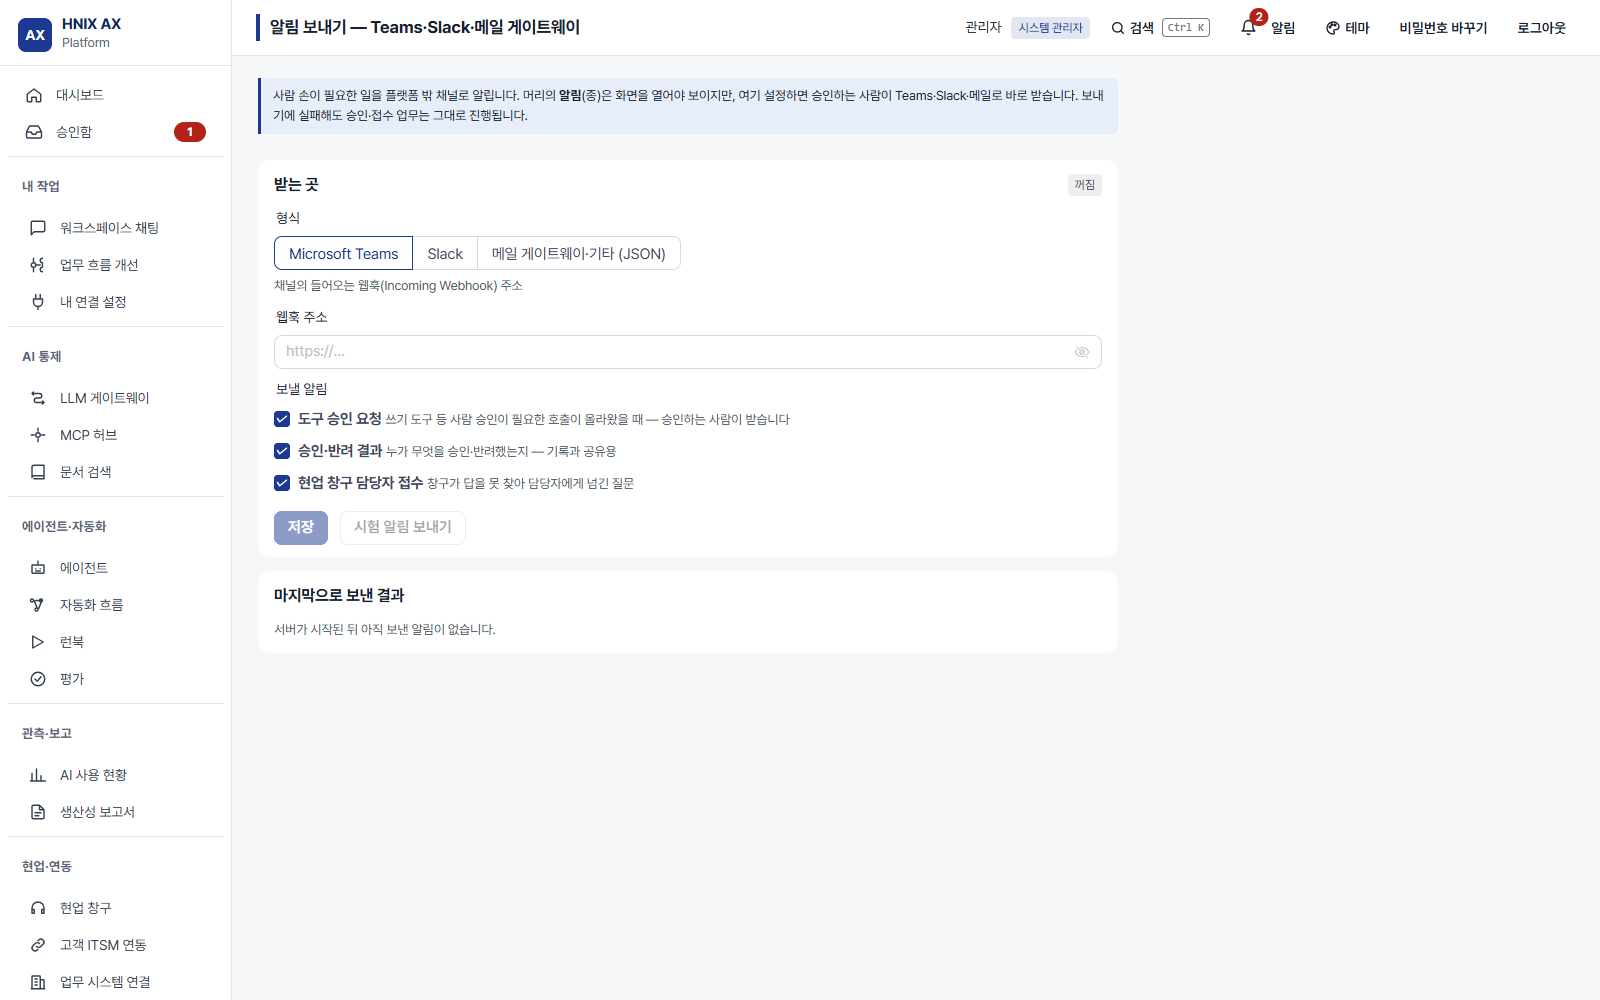 AX
HNIX AX
Platform
대시보드
승인함
1
내 작업
워크스페이스 채팅
업무 흐름 개선
내 연결 설정
AI 통제
LLM 게이트웨이
MCP 허브
문서 검색
에이전트·자동화
에이전트
자동화 흐름
런북
평가
관측·보고
AI 사용 현황
생산성 보고서
현업·연동
현업 창구
고객 ITSM 연동
업무 시스템 연결
알림 보내기 — Teams·Slack·메일 게이트웨이
관리자
시스템 관리자
검색
Ctrl K
2
알림
테마
비밀번호 바꾸기
로그아웃
사람 손이 필요한 일을 플랫폼 밖 채널로 알립니다. 머리의 알림(종)은 화면을 열어야 보이지만, 여기 설정하면 승인하는 사람이 Teams·Slack·메일로 바로 받습니다. 보내
기에 실패해도 승인·접수 업무는 그대로 진행됩니다.
받는 곳
꺼짐
형식
Microsoft Teams
Slack
메일 게이트웨이·기타 (JSON)
채널의 들어오는 웹훅(Incoming Webhook) 주소
웹훅 주소
https://...
보낼 알림
도구 승인 요청 쓰기 도구 등 사람 승인이 필요한 호출이 올라왔을 때 — 승인하는 사람이 받습니다
승인·반려 결과 누가 무엇을 승인·반려했는지 — 기록과 공유용
현업 창구 담당자 접수 창구가 답을 못 찾아 담당자에게 넘긴 질문
저장
시험 알림 보내기
마지막으로 보낸 결과
서버가 시작된 뒤 아직 보낸 알림이 없습니다.